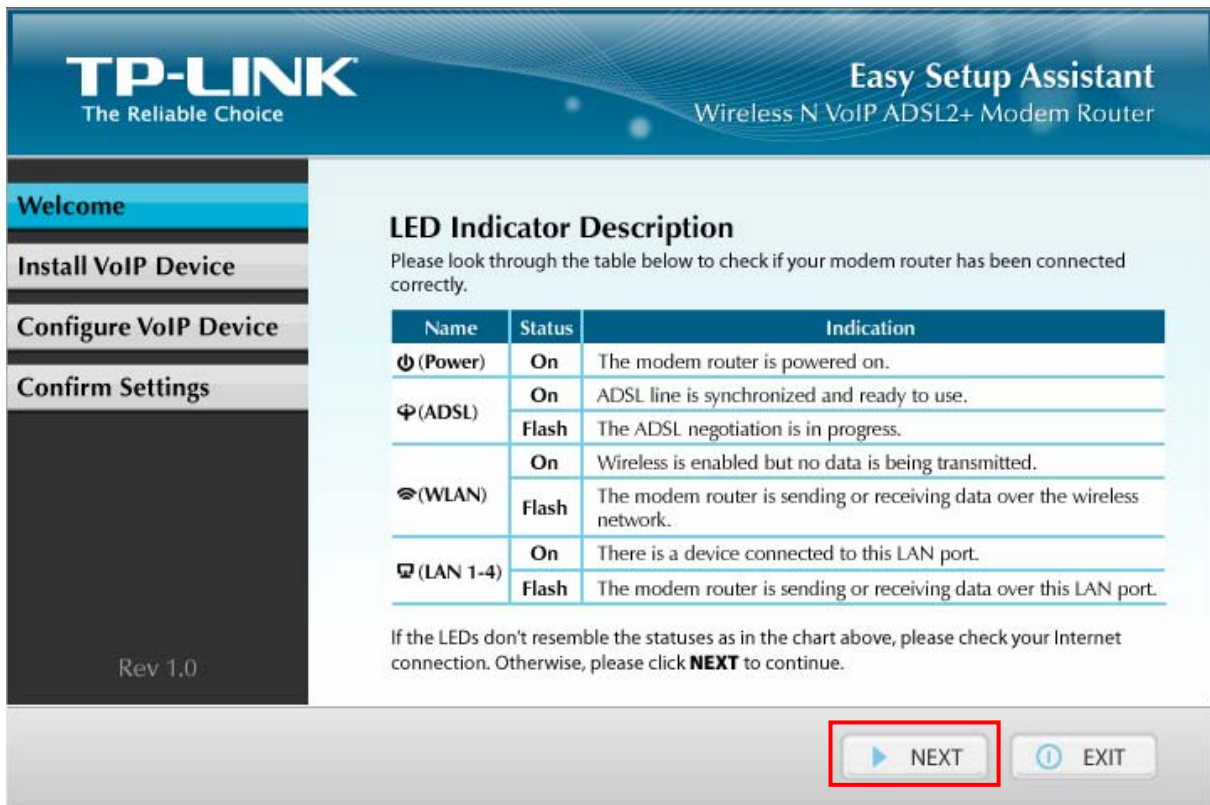 TP-LINK
The Reliable Choice
Easy Setup Assistant
Wireless N VoIP ADSL2+ Modem Router
Welcome
Install VoIP Device
Configure VoIP Device
Confirm Settings
Rev 1.0
LED Indicator Description
Please look through the table below to check if your modem router has been connected
correctly.
Name Status Indication
(Power) On The modem router is powered on.
(ADSL) On ADSL line is synchronized and ready to use.
Flash The ADSL negotiation is in progress.
(WLAN) On Wireless is enabled but no data is being transmitted.
Flash The modem router is sending or receiving data over the wireless
network.
(LAN 1-4) On There is a device connected to this LAN port.
Flash The modem router is sending or receiving data over this LAN port.
If the LEDs don't resemble the statuses as in the chart above, please check your Internet
connection. Otherwise, please click NEXT to continue.
NEXT
EXIT